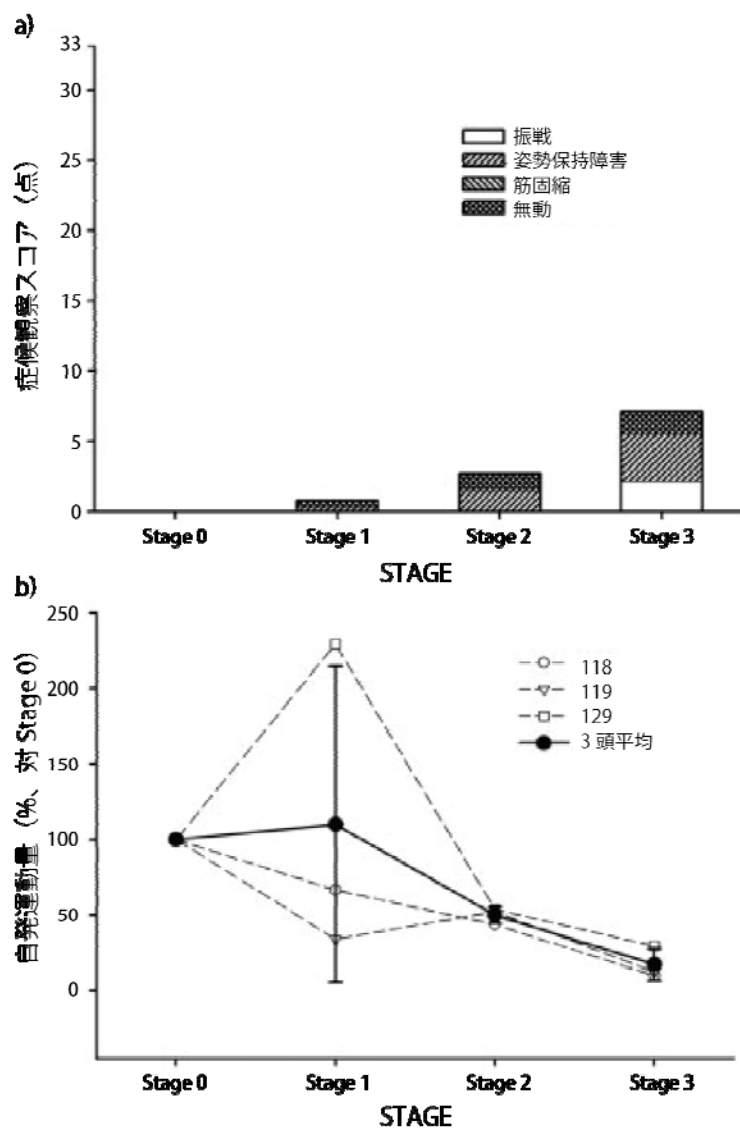 a)
33
30
25
20
15
10
5
0
症候観察スコア（点）
振戦
姿勢保持障害
筋固縮
無動
Stage 0
Stage 1
Stage 2
Stage 3
STAGE
b)
250
200
150
100
50
0
自発運動量（%、対 Stage 0）
118
119
129
3 頭平均
Stage 0
Stage 1
Stage 2
Stage 3
STAGE